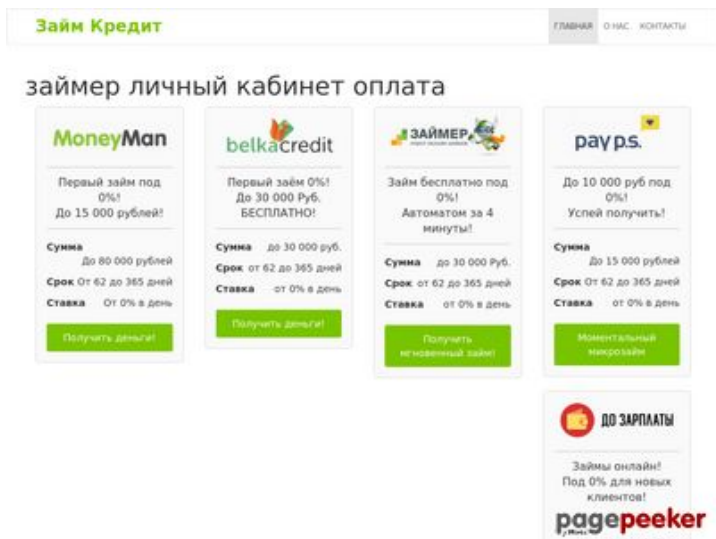 Займ Кредит
ГЛАВНАЯ О НАС. КОНТАКТЫ
займер личный кабинет оплата
MoneyMan
Первый займ под
0%!
До 15 000 рублей!
Сумма
До 80 000 рублей
Срок От 62 до 365 дней
Ставка От 0% в день
Получить деньги!
belkacredit
Первый заём 0%!
До 30 000 Руб.
БЕСПЛАТНО!
Сумма до 30 000 руб.
Срок от 62 до 365 дней
Ставка от 0% в день
Получить деньги!
ЗАЙМЕР
Займ бесплатно под
0%!
Автоматом за 4
минуты!
Сумма до 30 000 Руб.
Срок от 62 до 365 дней
Ставка от 0% в день
Получить
мгновенный займ!
pay p.s.
До 10 000 руб под
0%!
Успей получить!
Сумма
До 15 000 рублей
Срок От 62 до 365 дней
Ставка от 0% в день
Моментальный
микрозайм
ДО ЗАРПЛАТЫ
Займы онлайн!
Под 0% для новых
клиентов!
pagepeeker